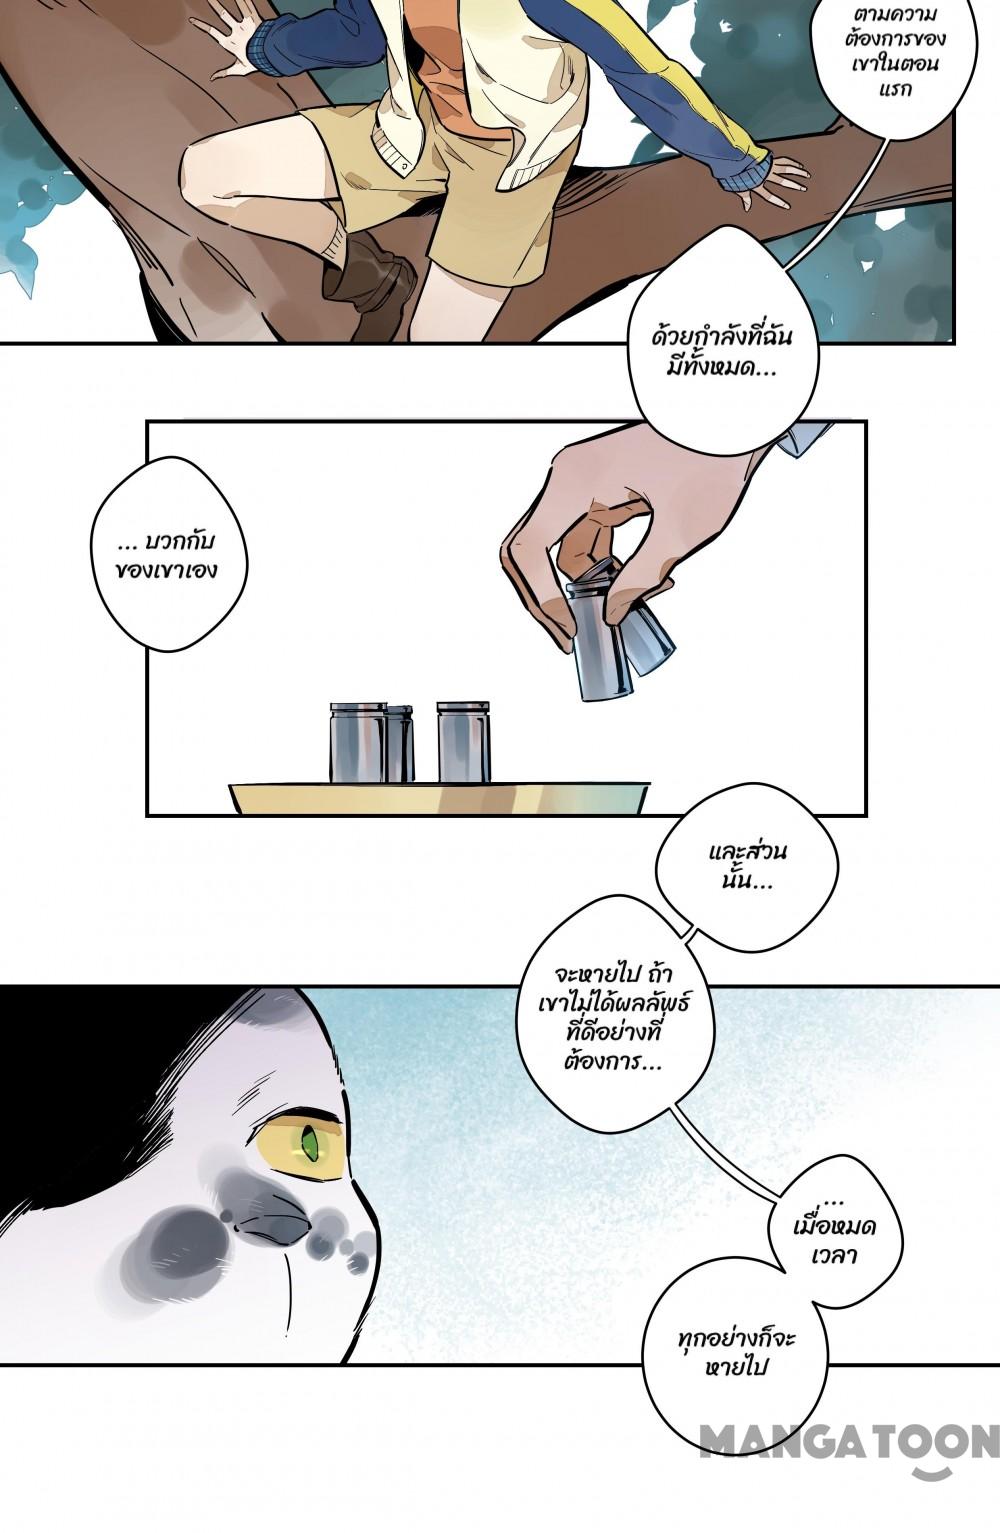 ตามความ
ต้องการของ
เขาในตอน
แรก
ด้วยกำลังที่ฉัน
มีทั้งหมด...
... บวกกับ
ของเขาเอง
และส่วน
นั้น...
จะหายไป ถ้า
เขาไม่ได้ผลลัพธ์
ที่ดีอย่างที่
ต้องการ...
...
เมื่อหมด
เวลา
ทุกอย่างก็จะ
หายไป
MANGATOON